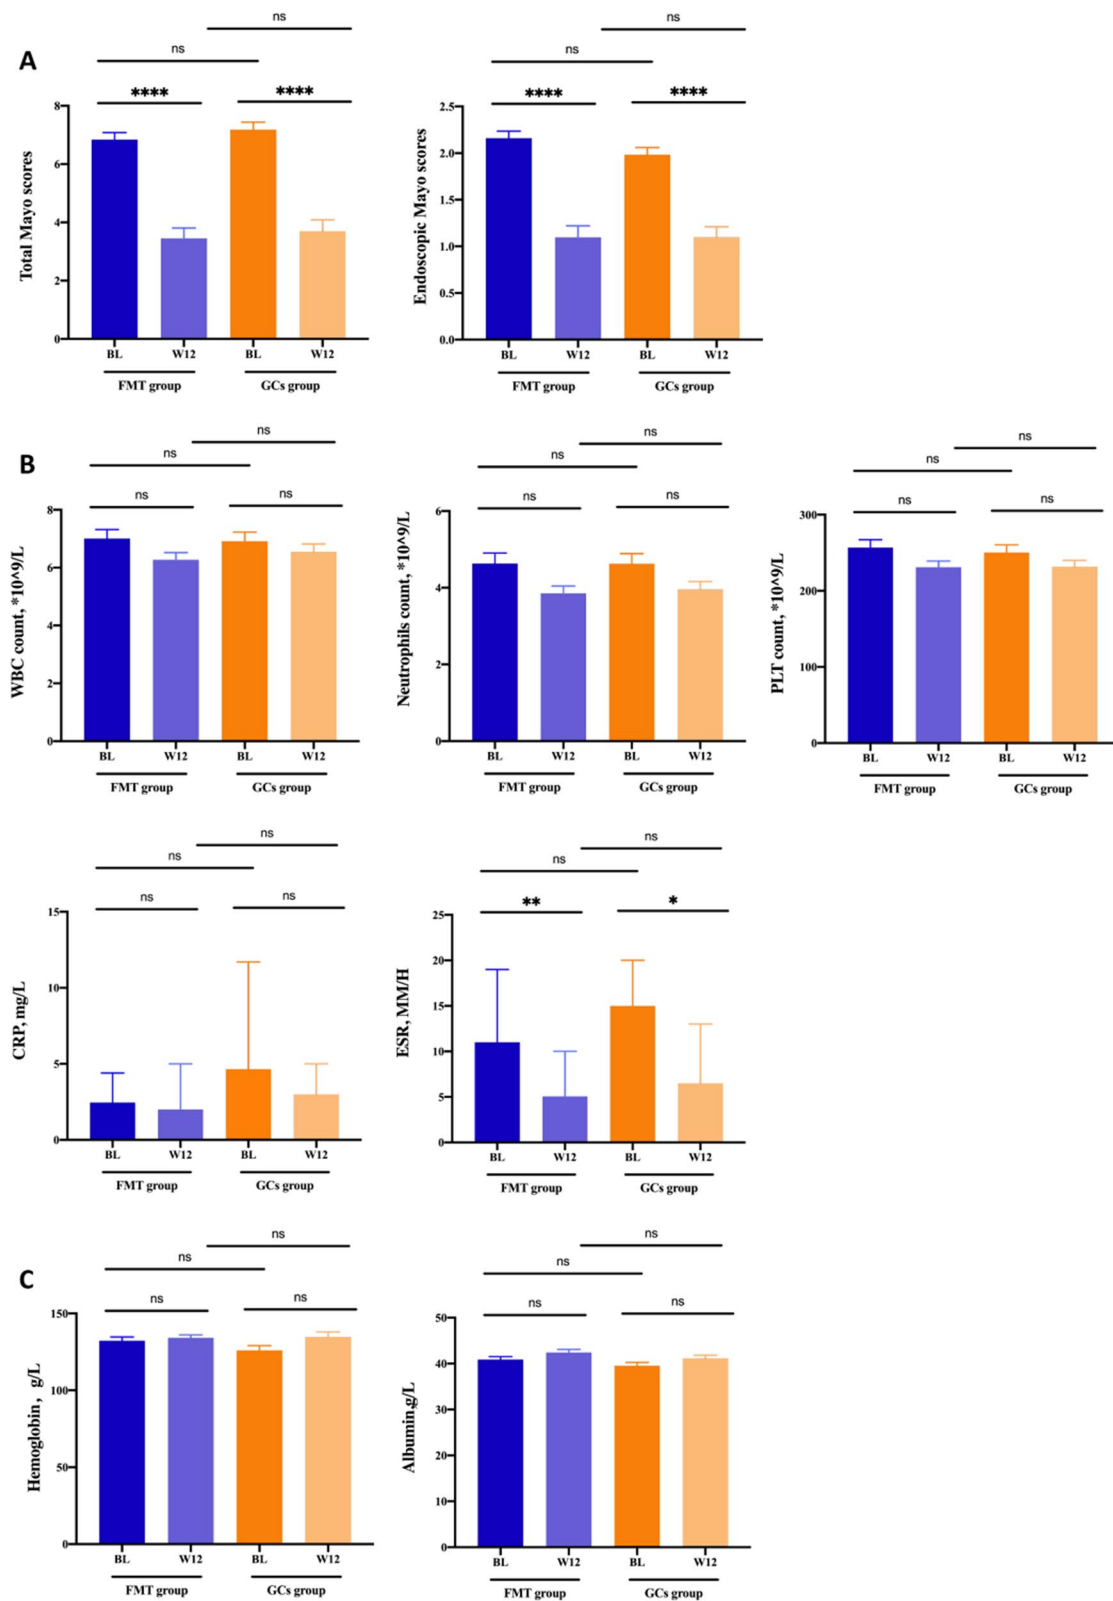 A
ns
ns
**** ****
Total Mayo scores
8
6
4
2
0
BL W12 BL W12
FMT group GCs group
ns
ns
**** ****
Endoscopic Mayo scores
2.5
2.0
1.5
1.0
0.5
0.0
BL W12 BL W12
FMT group GCs group
B
ns
ns
ns ns
WBC count, *10^9/L
8
6
4
2
0
BL W12 BL W12
FMT group GCs group
ns
ns
ns ns
Neutrophils count, *10^9/L
6
4
2
0
BL W12 BL W12
FMT group GCs group
ns
ns
ns ns
PLT count, *10^9/L
300
200
100
0
BL W12 BL W12
FMT group GCs group
ns
ns
ns ns
CRP, mg/L
15
10
5
0
BL W12 BL W12
FMT group GCs group
ns
ns
** *
ESR, MM/H
25
20
15
10
5
0
BL W12 BL W12
FMT group GCs group
C
ns
ns
ns ns
Hemoglobin, g/L
150
100
50
0
BL W12 BL W12
FMT group GCs group
ns
ns
ns ns
Albumin,g/L
50
40
30
20
10
0
BL W12 BL W12
FMT group GCs group